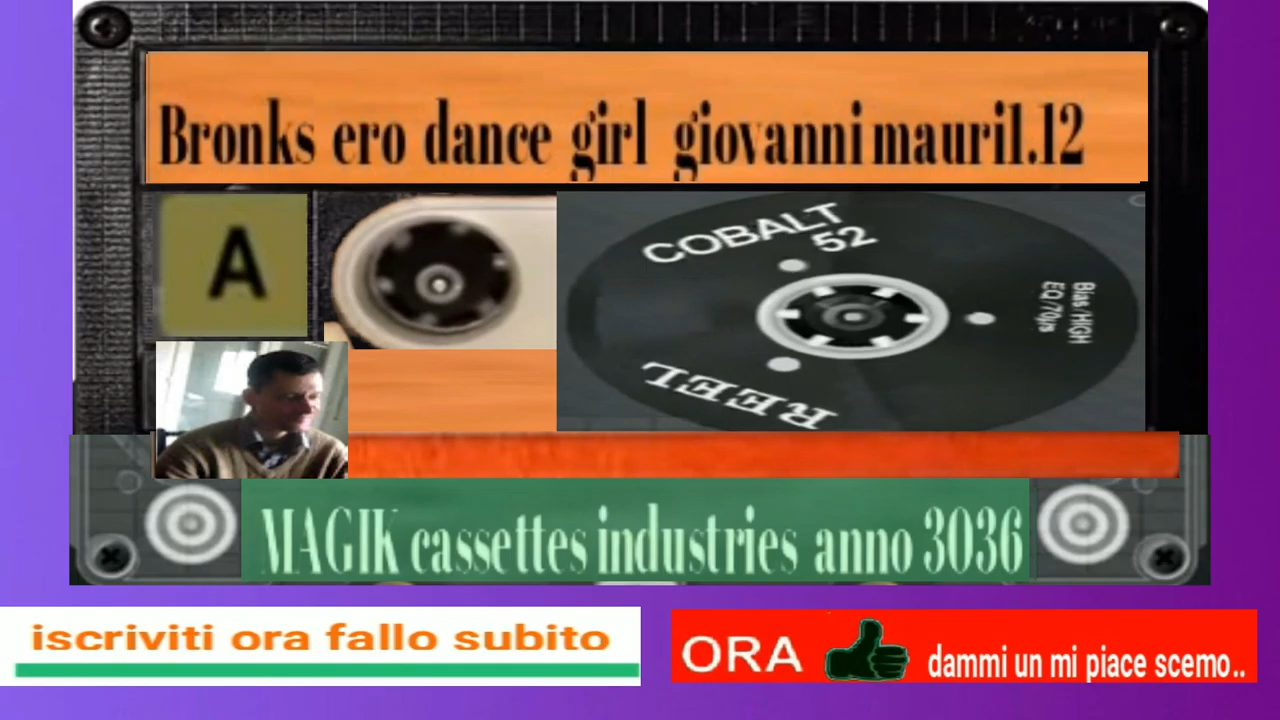 Bronks ero dance girl giovanni mauri1.12
A
COBALT
52
Bias/HIGH
EQ/70µs
REEL
MAGIK cassettes industries anno 3036
iscriviti ora fallo subito
ORA dammi un mi piace scemo..